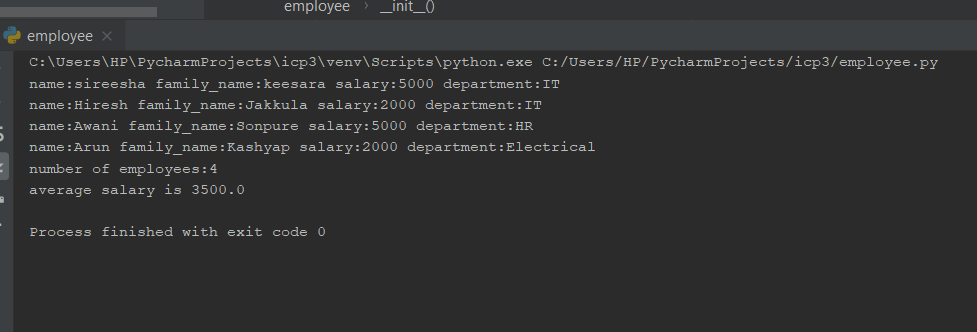 employee › __init__()
employee ×
C:\Users\HP\PycharmProjects\icp3\venv\Scripts\python.exe C:/Users/HP/PycharmProjects/icp3/employee.py
name:sireesha family_name:keesara salary:5000 department:IT
name:Hiresh family_name:Jakkula salary:2000 department:IT
name:Awani family_name:Sonpure salary:5000 department:HR
name:Arun family_name:Kashyap salary:2000 department:Electrical
number of employees:4
average salary is 3500.0
Process finished with exit code 0